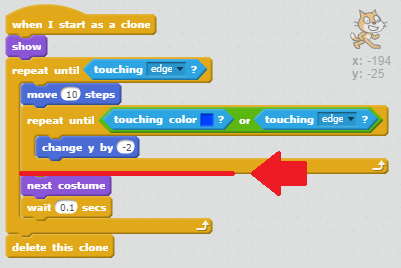 when I start as a clone
show
repeat until touching edge ?
move 10 steps
repeat until touching color ? or touching edge ?
change y by -2
next costume
wait 0.1 secs
delete this clone
x: -194
y: -25